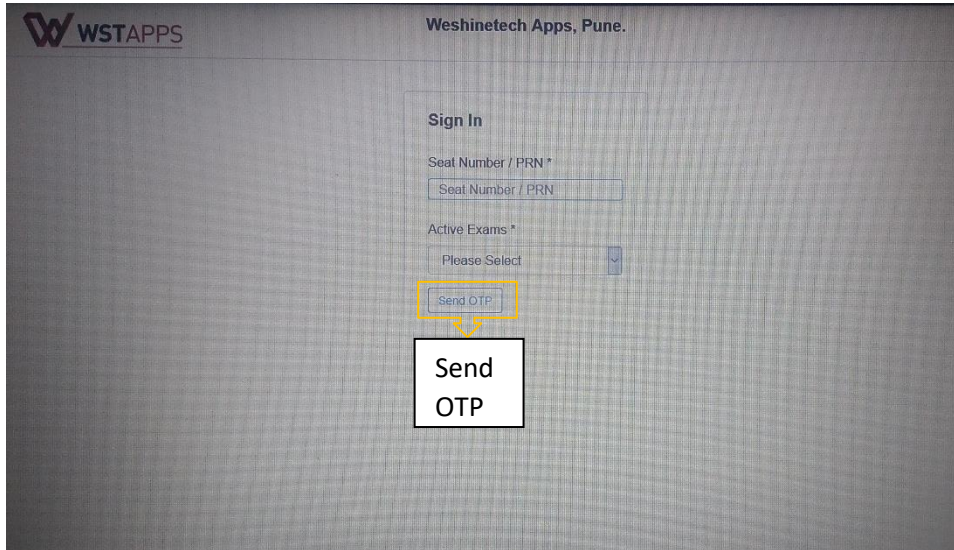 WSTAPPS
Weshinetech Apps, Pune.
Sign In
Seat Number / PRN *
Seat Number / PRN
Active Exams *
Please Select
Send OTP
Send
OTP